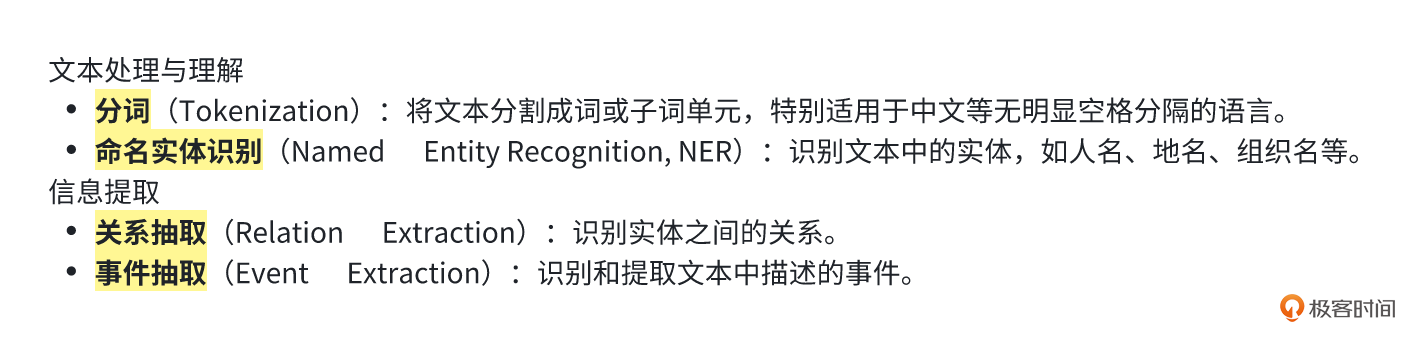 文本处理与理解
• 分词（Tokenization）：将文本分割成词或子词单元，特别适用于中文等无明显空格分隔的语言。
• 命名实体识别（Named Entity Recognition, NER）：识别文本中的实体，如人名、地名、组织名等。
信息提取
• 关系抽取（Relation Extraction）：识别实体之间的关系。
• 事件抽取（Event Extraction）：识别和提取文本中描述的事件。
极客时间